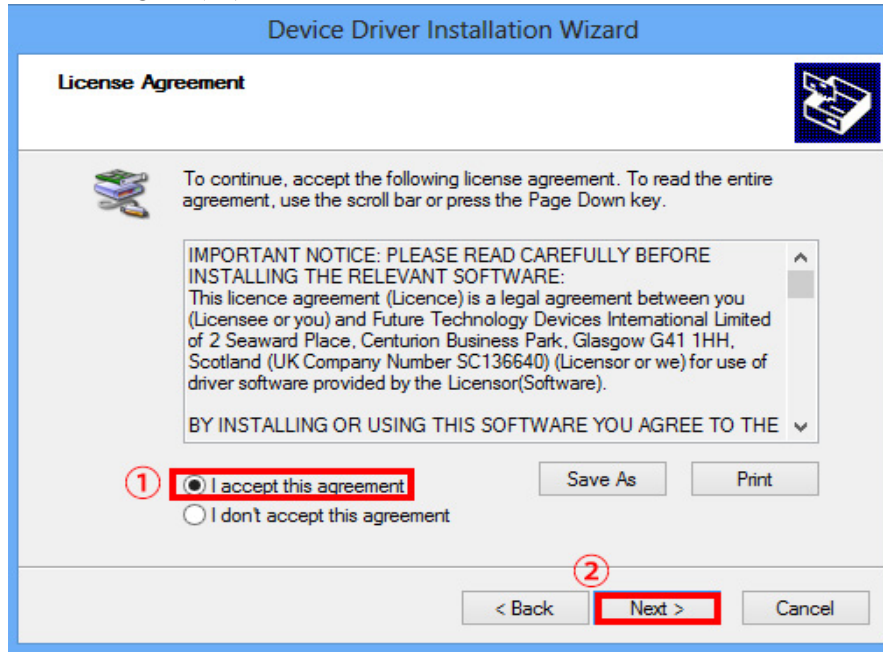 Device Driver Installation Wizard
License Agreement
To continue, accept the following license agreement. To read the entire
agreement, use the scroll bar or press the Page Down key.
IMPORTANT NOTICE: PLEASE READ CAREFULLY BEFORE
INSTALLING THE RELEVANT SOFTWARE:
This licence agreement (Licence) is a legal agreement between you
(Licensee or you) and Future Technology Devices International Limited
of 2 Seaward Place, Centurion Business Park, Glasgow G41 1HH,
Scotland (UK Company Number SC136640) (Licensor or we) for use of
driver software provided by the Licensor(Software).
BY INSTALLING OR USING THIS SOFTWARE YOU AGREE TO THE
① I accept this agreement Save As Print
I don't accept this agreement
②
< Back Next > Cancel